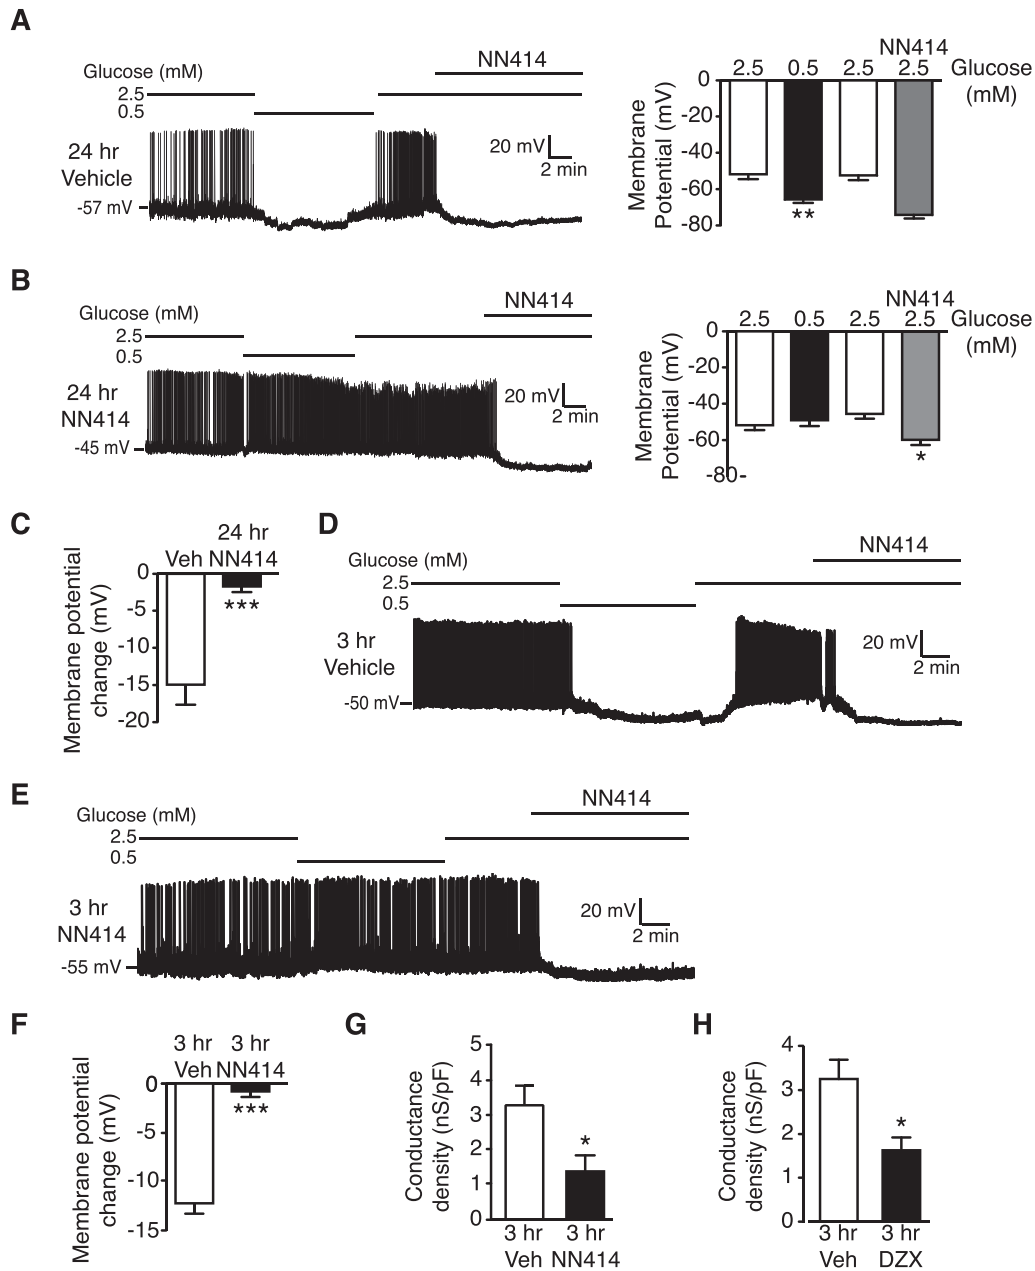 A
Glucose (mM)
NN414
2.5
0.5
24 hr
Vehicle
-57 mV
20 mV
2 min
NN414
2.5 0.5 2.5 2.5 Glucose
(mM)
Membrane
Potential (mV)
0
-20
-40
-60
-80
**
B
Glucose (mM)
NN414
2.5
0.5
24 hr
NN414
-45 mV
20 mV
2 min
NN414
2.5 0.5 2.5 2.5 Glucose
(mM)
Membrane
Potential (mV)
0
-20
-40
-60
-80-
*
C
24 hr
Veh NN414
Membrane potential
change (mV)
0
-5
-10
-15
-20
***
D
Glucose (mM)
NN414
2.5
0.5
3 hr
Vehicle
-50 mV
20 mV
2 min
E
Glucose (mM)
NN414
2.5
0.5
3 hr
NN414
-55 mV
20 mV
2 min
F
3 hr 3 hr
Veh NN414
Membrane potential
change (mV)
0
-5
-10
-15
***
G
Conductance
density (nS/pF)
5
4
3
2
1
0
*
3 hr 3 hr
Veh NN414
H
Conductance
density (nS/pF)
4
3
2
1
0
*
3 hr 3 hr
Veh DZX